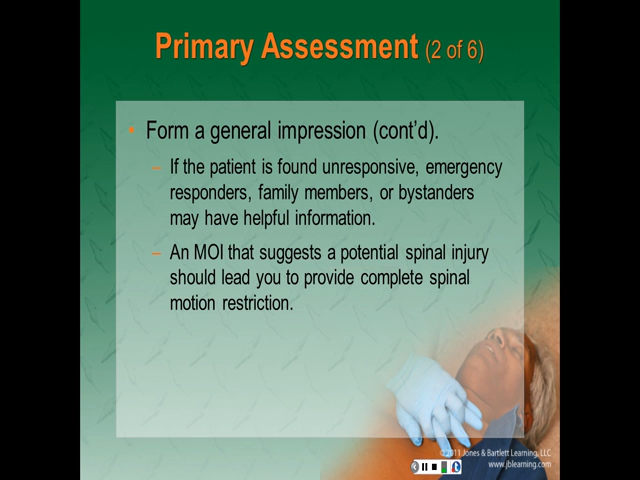 Primary Assessment (2 of 6)
• Form a general impression (cont'd).
– If the patient is found unresponsive, emergency
responders, family members, or bystanders
may have helpful information.
– An MOI that suggests a potential spinal injury
should lead you to provide complete spinal
motion restriction.
©2011 Jones & Bartlett Learning, LLC
www.jblearning.com